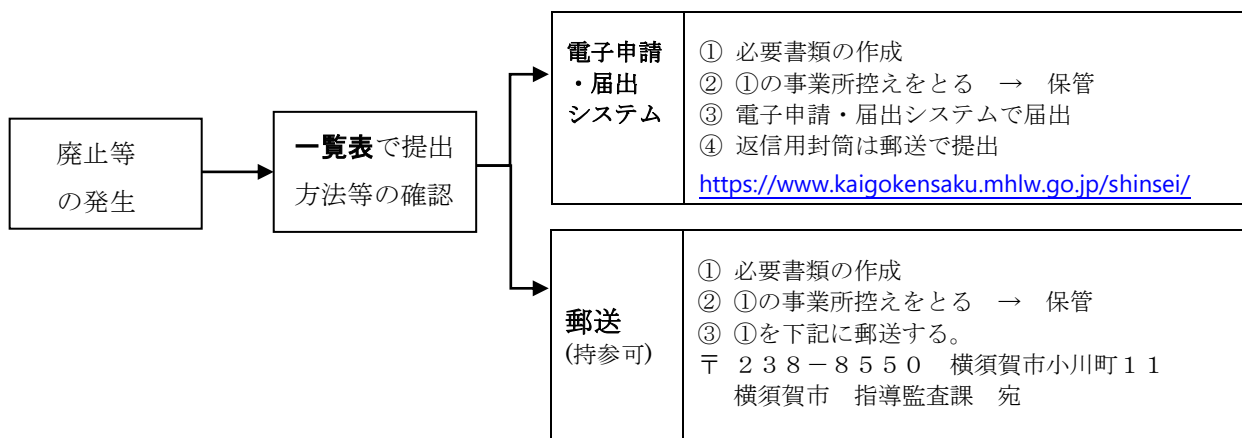 廃止等
の発生
一覧表で提出
方法等の確認
電子申請
・届出
システム
① 必要書類の作成
② ①の事業所控えをとる → 保管
③ 電子申請・届出システムで届出
④ 返信用封筒は郵送で提出
https://www.kaigokensaku.mhlw.go.jp/shinsei/
郵送
(持参可)
① 必要書類の作成
② ①の事業所控えをとる → 保管
③ ①を下記に郵送する。
〒 238-8550 横須賀市小川町11
横須賀市 指導監査課 宛